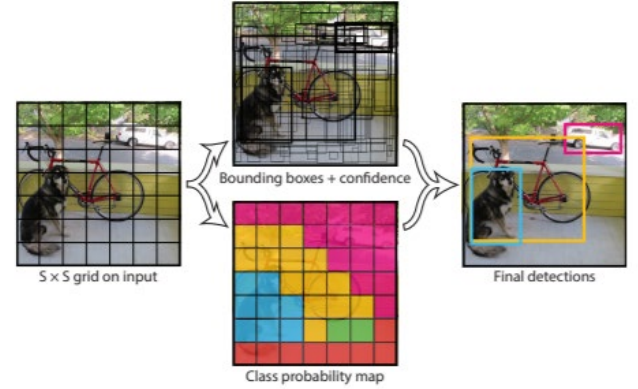 Bounding boxes + confidence
S × S grid on input
Final detections
Class probability map